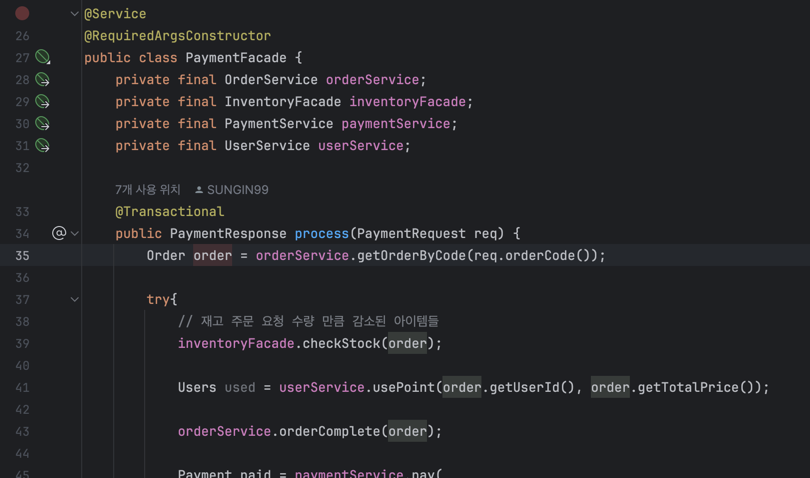 @Service
26 @RequiredArgsConstructor
27 public class PaymentFacade {
28 private final OrderService orderService;
29 private final InventoryFacade inventoryFacade;
30 private final PaymentService paymentService;
31 private final UserService userService;
32
7개 사용 위치 SUNGIN99
33 @Transactional
34 @ public PaymentResponse process(PaymentRequest req) {
35 Order order = orderService.getOrderByCode(req.orderCode());
36
37 try{
38 // 재고 주문 요청 수량 만큼 감소된 아이템들
39 inventoryFacade.checkStock(order);
40
41 Users used = userService.usePoint(order.getUserId(), order.getTotalPrice());
42
43 orderService.orderComplete(order);
44
45 Payment paid = paymentService.pay(